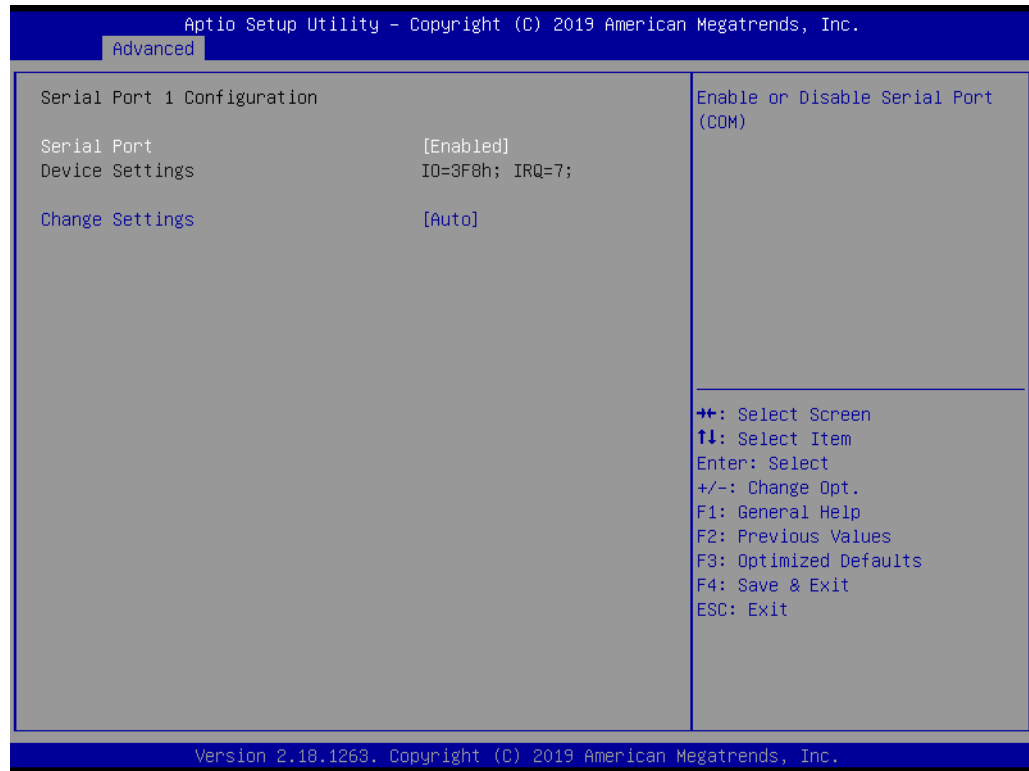 Aptio Setup Utility – Copyright (C) 2019 American Megatrends, Inc.
Advanced
Serial Port 1 Configuration
Serial Port [Enabled]
Device Settings IO=3F8h; IRQ=7;
Change Settings [Auto]
Enable or Disable Serial Port
(COM)
→←: Select Screen
↑↓: Select Item
Enter: Select
+/-: Change Opt.
F1: General Help
F2: Previous Values
F3: Optimized Defaults
F4: Save & Exit
ESC: Exit
Version 2.18.1263. Copyright (C) 2019 American Megatrends, Inc.